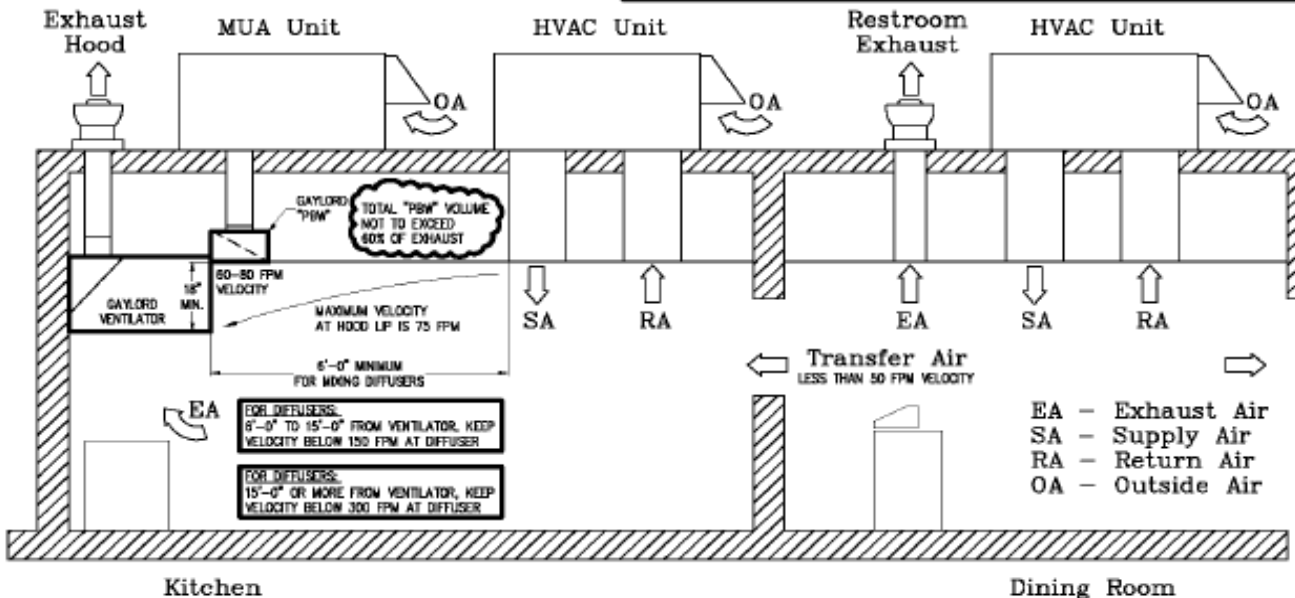 Exhaust
Hood
MUA Unit
HVAC Unit
Restroom
Exhaust
HVAC Unit
OA
OA
OA
GAYLORD
"PBW"
TOTAL "PBW" VOLUME
NOT TO EXCEED
60% OF EXHAUST
60-80 FPM
VELOCITY
18"
MIN.
GAYLORD
VENTILATOR
MAXIMUM VELOCITY
AT HOOD LIP IS 75 FPM
SA
RA
EA
SA
RA
6'-0" MINIMUM
FOR MIXING DIFFUSERS
Transfer Air
LESS THAN 50 FPM VELOCITY
EA
FOR DIFFUSERS:
6'-0" TO 15'-0" FROM VENTILATOR, KEEP
VELOCITY BELOW 150 FPM AT DIFFUSER
FOR DIFFUSERS:
15'-0" OR MORE FROM VENTILATOR, KEEP
VELOCITY BELOW 300 FPM AT DIFFUSER
EA - Exhaust Air
SA - Supply Air
RA - Return Air
OA - Outside Air
Kitchen
Dining Room